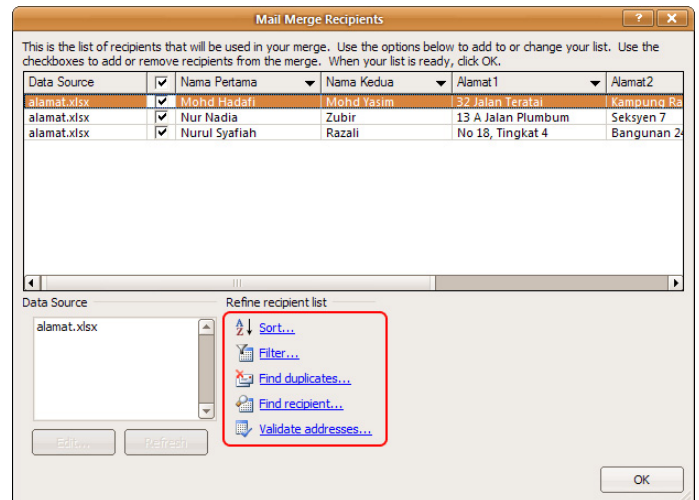 Mail Merge Recipients
This is the list of recipients that will be used in your merge. Use the options below to add to or change your list. Use the
checkboxes to add or remove recipients from the merge. When your list is ready, click OK.
Data Source Nama Pertama Nama Kedua Alamat1 Alamat2
alamat.xlsx Mohd Hadafi Mohd Yasim 32 Jalan Teratai Kampung Ra
alamat.xlsx Nur Nadia Zubir 13 A Jalan Plumbum Seksyen 7
alamat.xlsx Nurul Syafiah Razali No 18, Tingkat 4 Bangunan 24
Data Source Refine recipient list
alamat.xlsx
Sort...
Filter...
Find duplicates...
Find recipient...
Validate addresses...
Edit... Refresh
OK